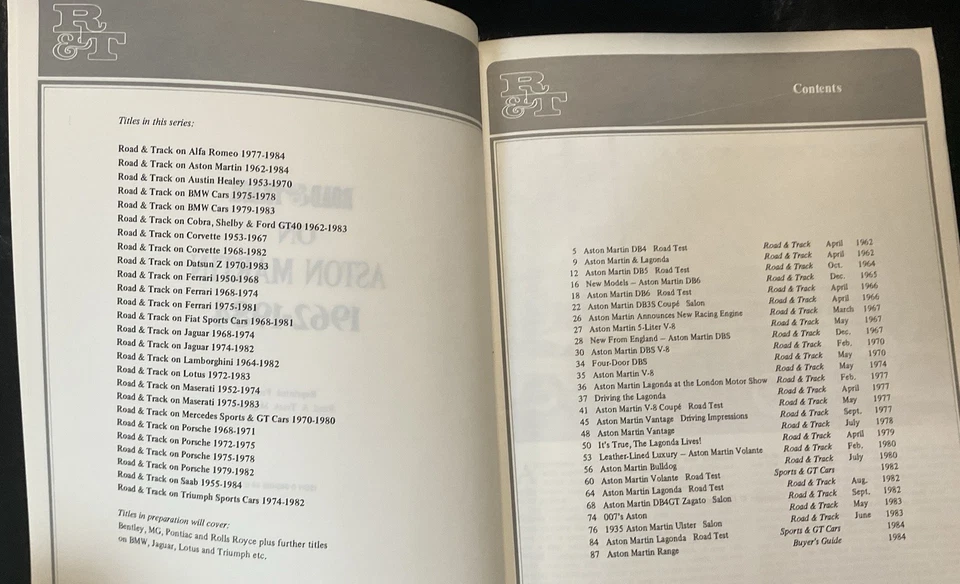 R&T
Titles in this series:
Road & Track on Alfa Romeo 1977-1984
Road & Track on Aston Martin 1962-1984
Road & Track on Austin Healey 1953-1970
Road & Track on BMW Cars 1975-1978
Road & Track on BMW Cars 1979-1983
Road & Track on Cobra, Shelby & Ford GT40 1962-1983
Road & Track on Corvette 1953-1967
Road & Track on Corvette 1968-1982
Road & Track on Datsun Z 1970-1983
Road & Track on Ferrari 1950-1968
Road & Track on Ferrari 1968-1974
Road & Track on Ferrari 1975-1981
Road & Track on Fiat Sports Cars 1968-1981
Road & Track on Jaguar 1968-1974
Road & Track on Jaguar 1974-1982
Road & Track on Lamborghini 1964-1982
Road & Track on Lotus 1972-1983
Road & Track on Maserati 1952-1974
Road & Track on Maserati 1975-1983
Road & Track on Mercedes Sports & GT Cars 1970-1980
Road & Track on Porsche 1968-1971
Road & Track on Porsche 1972-1975
Road & Track on Porsche 1975-1978
Road & Track on Porsche 1979-1982
Road & Track on Saab 1955-1984
Road & Track on Triumph Sports Cars 1974-1982
Titles in preparation will cover:
Bentley, MG, Pontiac and Rolls Royce plus further titles
on BMW, Jaguar, Lotus and Triumph etc.
R&T
Contents
5 Aston Martin DB4 Road Test Road & Track April 1962
9 Aston Martin & Lagonda Road & Track April 1962
12 Aston Martin DB5 Road Test Road & Track Oct. 1964
16 New Models – Aston Martin DB6 Road & Track Dec. 1965
18 Aston Martin DB6 Road Test Road & Track April 1966
22 Aston Martin DB3S Coupé Salon Road & Track April 1966
26 Aston Martin Announces New Racing Engine Road & Track March 1967
27 Aston Martin 5-Liter V-8 Road & Track May 1967
28 New From England – Aston Martin DBS Road & Track Dec. 1967
30 Aston Martin DBS V-8 Road & Track Feb. 1970
34 Four-Door DBS Road & Track May 1970
35 Aston Martin V-8 Road & Track May 1974
36 Aston Martin Lagonda at the London Motor Show Road & Track Feb. 1977
37 Driving the Lagonda Road & Track April 1977
41 Aston Martin V-8 Coupé Road Test Road & Track May 1977
45 Aston Martin Vantage Driving Impressions Road & Track Sept. 1977
48 Aston Martin Vantage Road & Track July 1978
50 It's True, The Lagonda Lives! Road & Track April 1979
53 Leather-Lined Luxury – Aston Martin Volante Road & Track Feb. 1980
56 Aston Martin Bulldog Road & Track July 1980
60 Aston Martin Volante Road Test Sports & GT Cars 1982
64 Aston Martin Lagonda Road Test Road & Track Aug. 1982
68 Aston Martin DB4GT Zagato Salon Road & Track Sept. 1982
74 007's Aston Road & Track May 1983
76 1935 Aston Martin Ulster Salon Road & Track June 1983
84 Aston Martin Lagonda Road Test Sports & GT Cars 1984
87 Aston Martin Range Buyer's Guide 1984